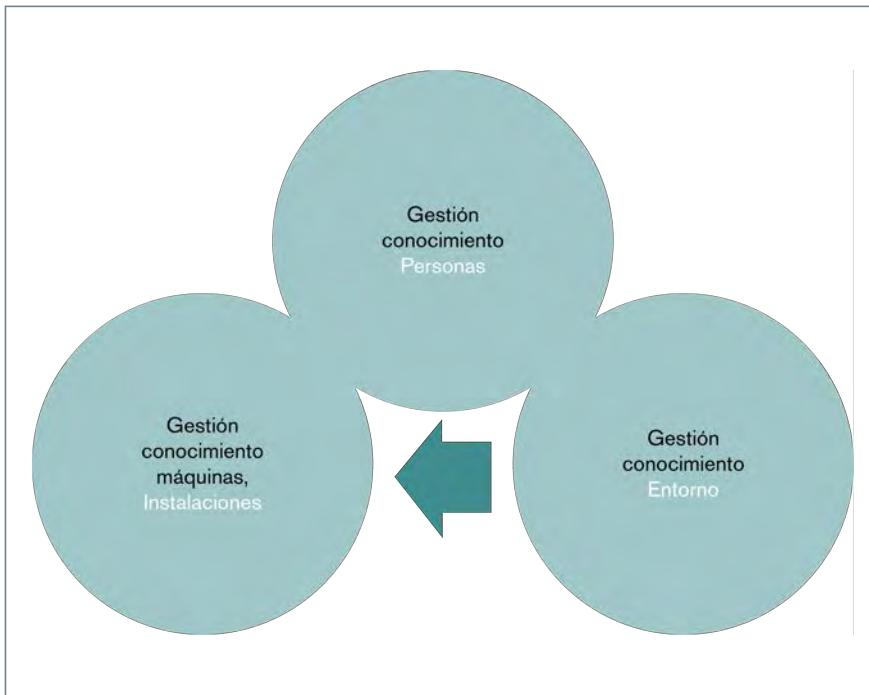 Gestión
conocimiento
Personas
Gestión
conocimiento
máquinas,
Instalaciones
Gestión
conocimiento
Entorno